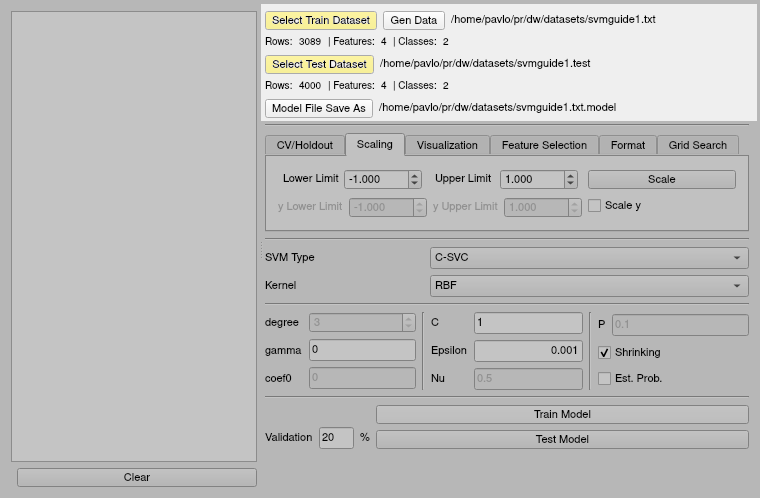 Select Train Dataset Gen Data /home/pavlo/pr/dw/datasets/svmguide1.txt
Rows: 3089 | Features: 4 | Classes: 2
Select Test Dataset /home/pavlo/pr/dw/datasets/svmguide1.test
Rows: 4000 | Features: 4 | Classes: 2
Model File Save As /home/pavlo/pr/dw/datasets/svmguide1.txt.model
CV/Holdout Scaling Visualization Feature Selection Format Grid Search
Lower Limit -1.000 Upper Limit 1.000 Scale
y Lower Limit -1.000 y Upper Limit 1.000 Scale y
SVM Type C-SVC
Kernel RBF
degree 3 C 1 P 0.1
gamma 0 Epsilon 0.001 Shrinking
coef0 0 Nu 0.5 Est. Prob.
Train Model
Validation 20 % Test Model
Clear